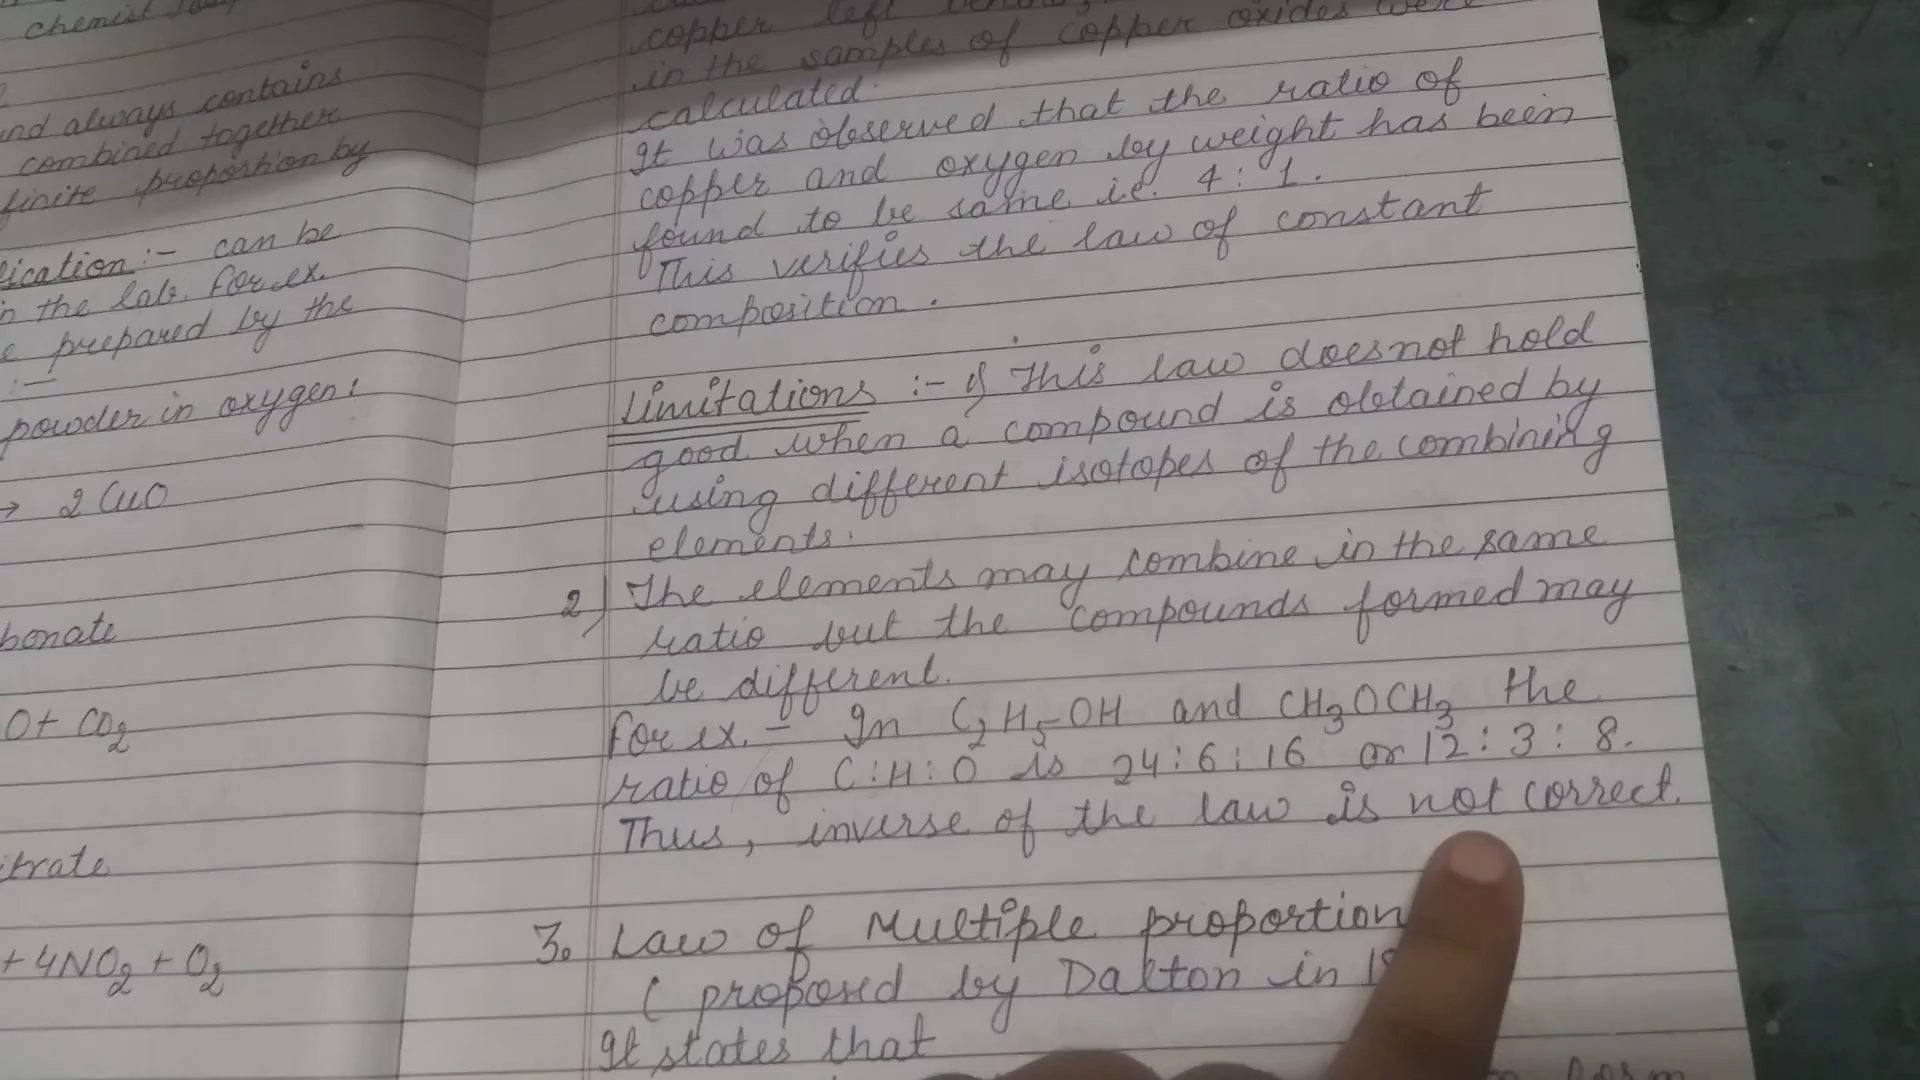 chemist
and always contains
combined together
finite proportion by
ication :- can be
n the lab. For ex.
e prepared by the
:-
powder in oxygen:
→ 2 CuO
bonate
O + CO2
itrate
+ 4NO2 + O2
copper left
in the samples of copper oxides were
calculated.
It was observed that the ratio of
copper and oxygen by weight has been
found to be same i.e. 4 : 1.
This verifies the law of constant
composition.
Limitations :- 1) This law doesnot hold
good when a compound is obtained by
using different isotopes of the combining
elements.
2) The elements may combine in the same
ratio but the compounds formed may
be different.
For ex. - In C2H5-OH and CH3OCH3 the
ratio of C:H:O is 24:6:16 or 12:3:8.
Thus, inverse of the law is not correct.
3. Law of Multiple proportion
( proposed by Dalton in
It states that